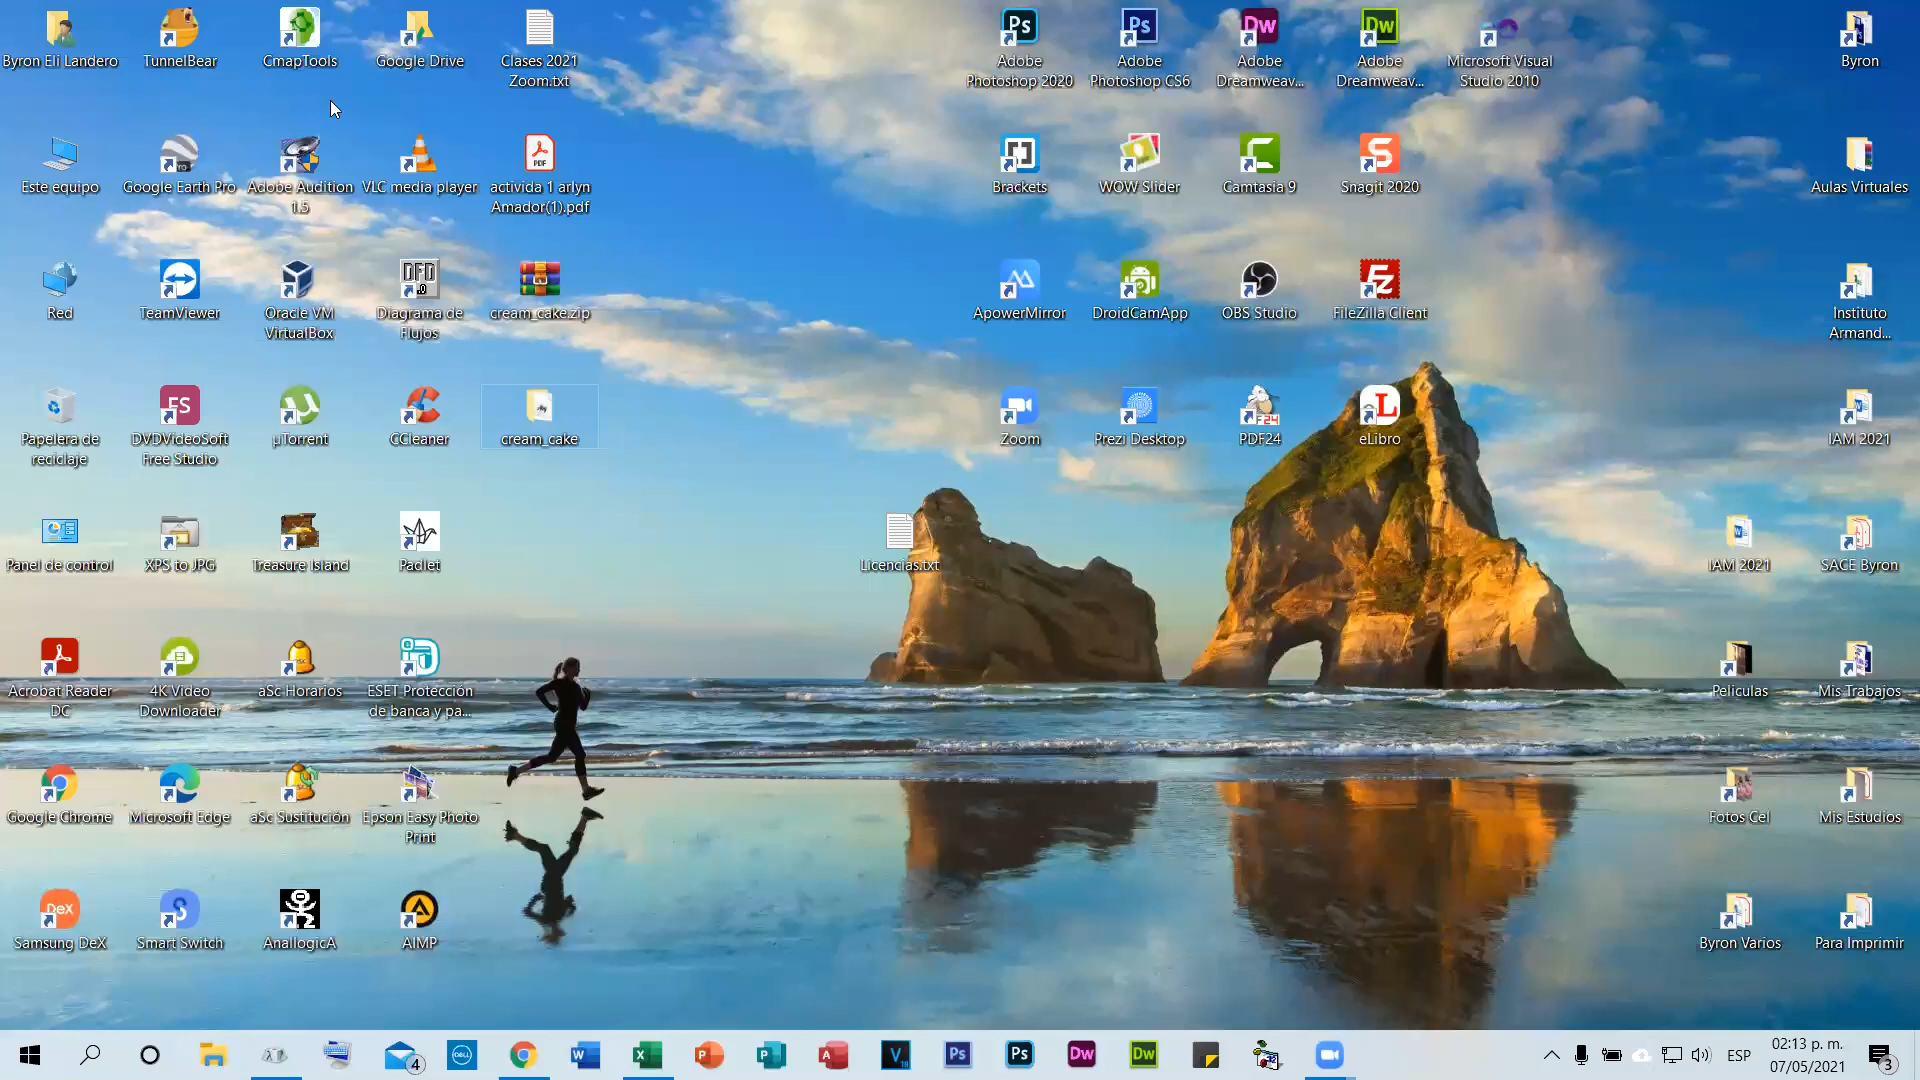 Byron Eli Landero
TunnelBear
CmapTools
Google Drive
Clases 2021
Zoom.txt
Adobe
Photoshop 2020
Adobe
Photoshop CS6
Adobe
Dreamweav...
Adobe
Dreamweav...
Microsoft Visual
Studio 2010
Byron
Este equipo
Google Earth Pro
Adobe Audition
1.5
VLC media player
activida 1 arlyn
Amador(1).pdf
Brackets
WOW Slider
Camtasia 9
Snagit 2020
Aulas Virtuales
Red
TeamViewer
Oracle VM
VirtualBox
Diagrama de
Flujos
cream_cake.zip
ApowerMirror
DroidCamApp
OBS Studio
FileZilla Client
Instituto
Armand...
Papelera de
reciclaje
DVDVideoSoft
Free Studio
µTorrent
CCleaner
cream_cake
Zoom
Prezi Desktop
PDF24
eLibro
IAM 2021
Panel de control
XPS to JPG
Treasure Island
Padlet
Licencias.txt
IAM 2021
SACE Byron
Acrobat Reader
DC
4K Video
Downloader
aSc Horarios
ESET Protección
de banca y pa...
Peliculas
Mis Trabajos
Google Chrome
Microsoft Edge
aSc Sustitución
Epson Easy Photo
Print
Fotos Cel
Mis Estudios
Samsung DeX
Smart Switch
AnallogicA
AIMP
Byron Varios
Para Imprimir
4
ESP
02:13 p. m.
07/05/2021
3